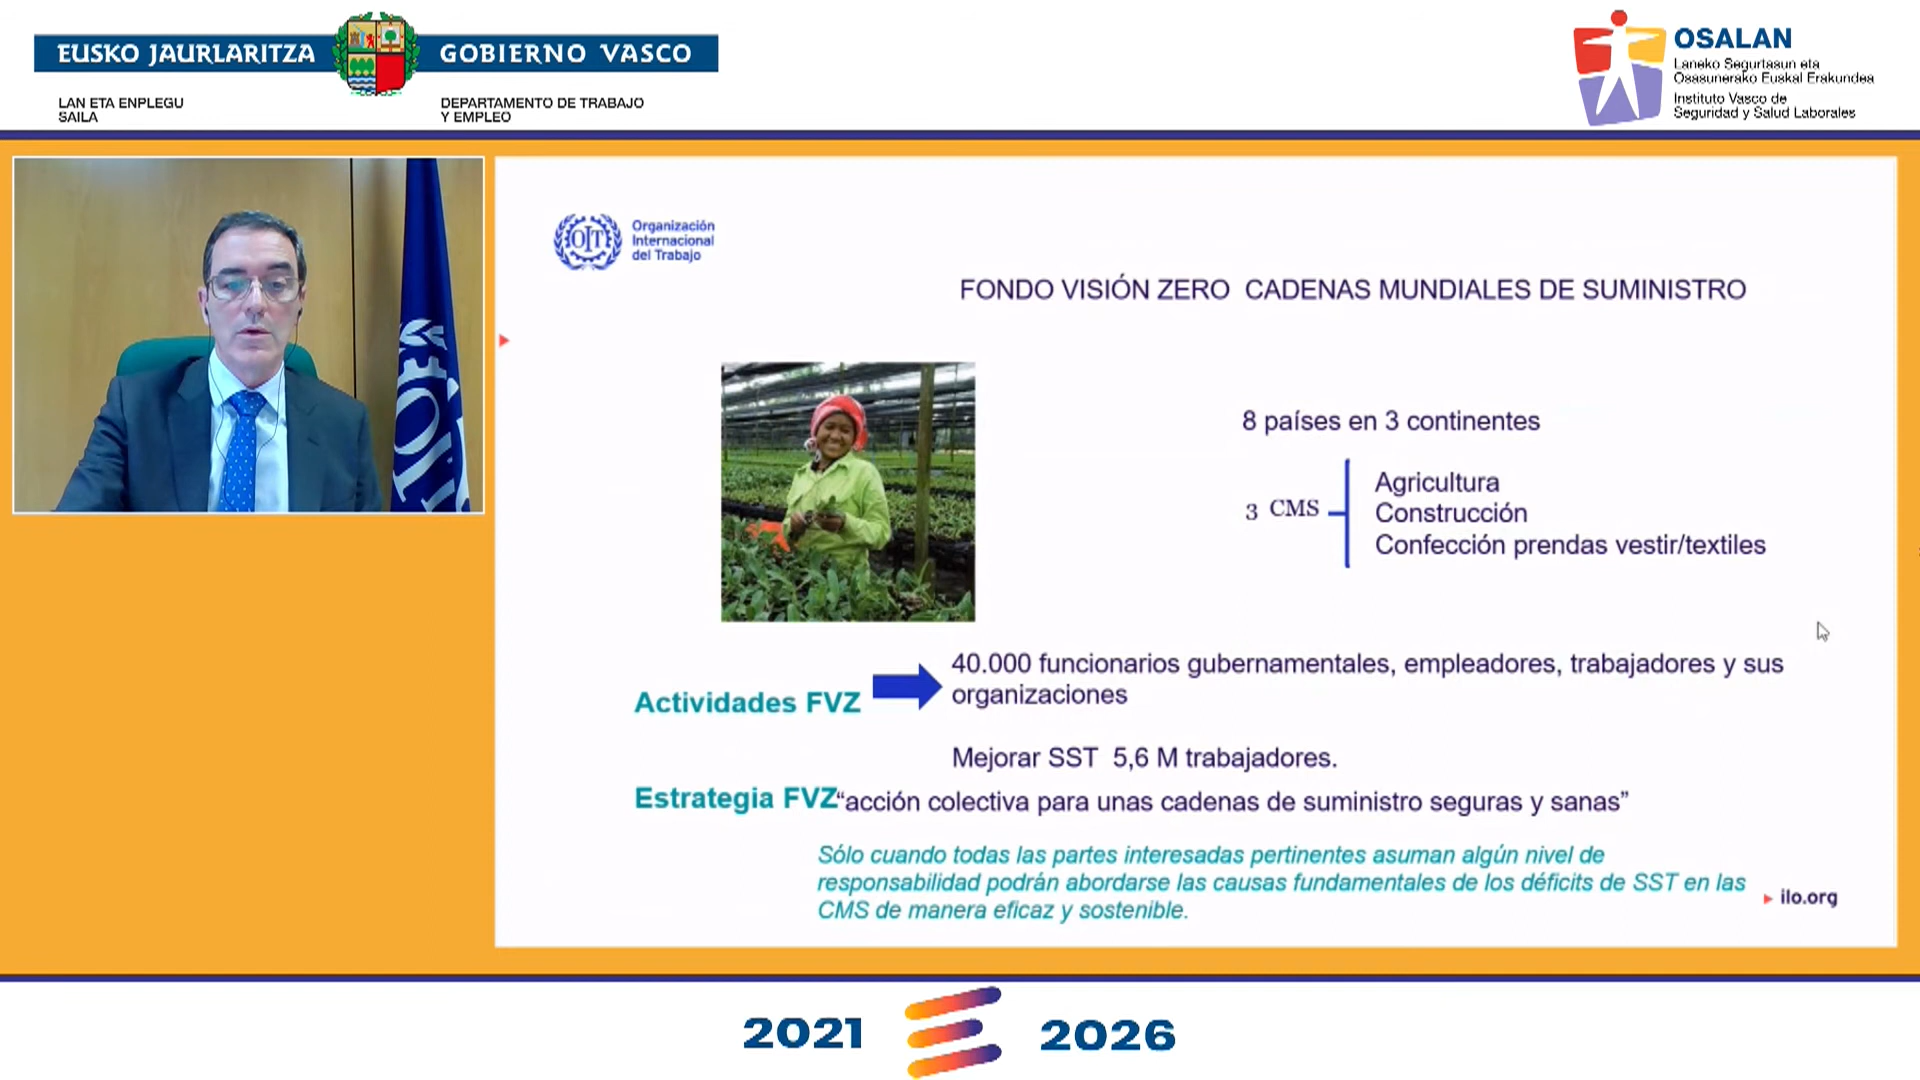 EUSKO JAURLARITZA
GOBIERNO VASCO
LAN ETA ENPLEGU
SAILA
DEPARTAMENTO DE TRABAJO
Y EMPLEO
OSALAN
Laneko Segurtasun eta
Osasunerako Euskal Erakundea
Instituto Vasco de
Seguridad y Salud Laborales
OIT
OIT
Organización
Internacional
del Trabajo
FONDO VISIÓN ZERO CADENAS MUNDIALES DE SUMINISTRO
8 países en 3 continentes
3 CMS
Agricultura
Construcción
Confección prendas vestir/textiles
Actividades FVZ
40.000 funcionarios gubernamentales, empleadores, trabajadores y sus
organizaciones
Mejorar SST 5,6 M trabajadores.
Estrategia FVZ
“acción colectiva para unas cadenas de suministro seguras y sanas”
Sólo cuando todas las partes interesadas pertinentes asuman algún nivel de
responsabilidad podrán abordarse las causas fundamentales de los déficits de SST en las
CMS de manera eficaz y sostenible.
ilo.org
2021
2026